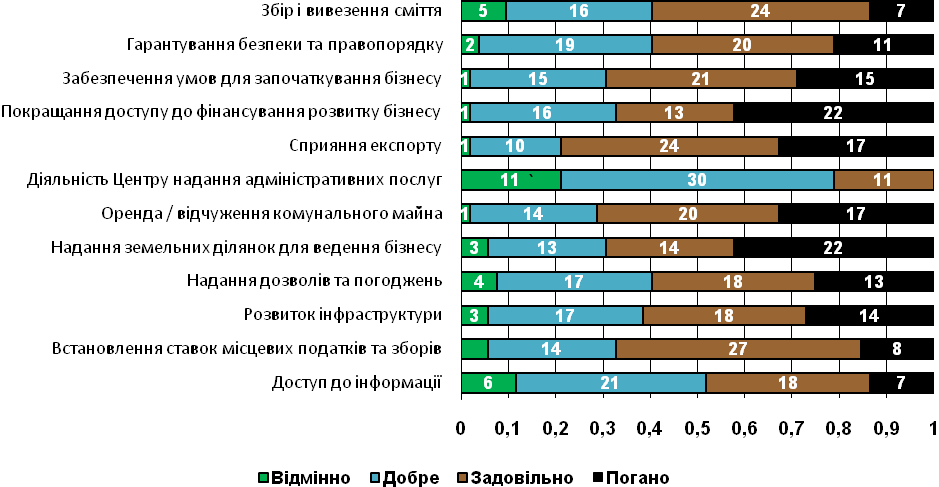 Збір і вивезення сміття 5 16 24 7
Гарантування безпеки та правопорядку 2 19 20 11
Забезпечення умов для започаткування бізнесу 1 15 21 15
Покращання доступу до фінансування розвитку бізнесу 1 16 13 22
Сприяння експорту 1 10 24 17
Діяльність Центру надання адміністративних послуг 11 ` 30 11
Оренда / відчуження комунального майна 1 14 20 17
Надання земельних ділянок для ведення бізнесу 3 13 14 22
Надання дозволів та погоджень 4 17 18 13
Розвиток інфраструктури 3 17 18 14
Встановлення ставок місцевих податків та зборів 14 27 8
Доступ до інформації 6 21 18 7
0 0,1 0,2 0,3 0,4 0,5 0,6 0,7 0,8 0,9 1
Відмінно Добре Задовільно Погано